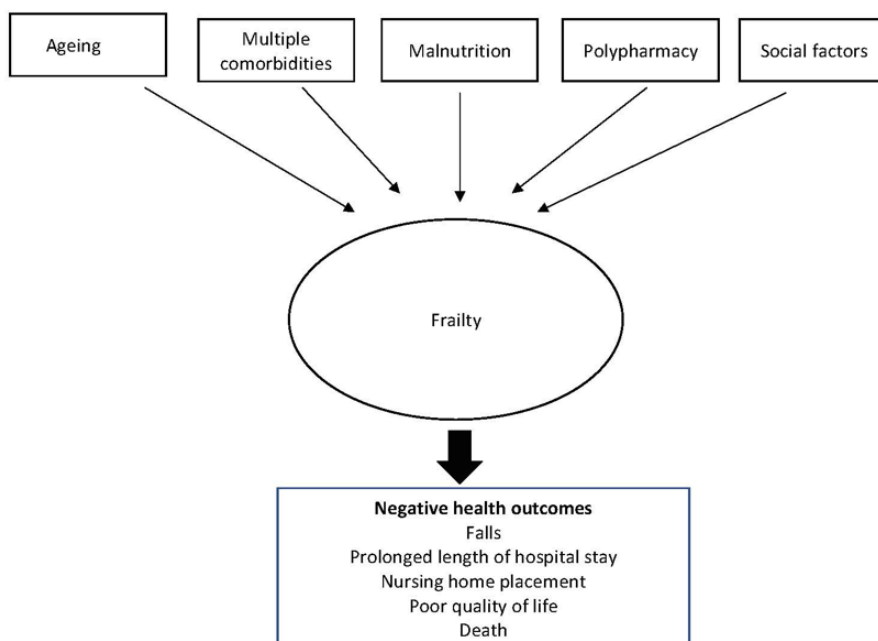 Ageing
Multiple
comorbidities
Malnutrition
Polypharmacy
Social factors
Frailty
Negative health outcomes
Falls
Prolonged length of hospital stay
Nursing home placement
Poor quality of life
Death